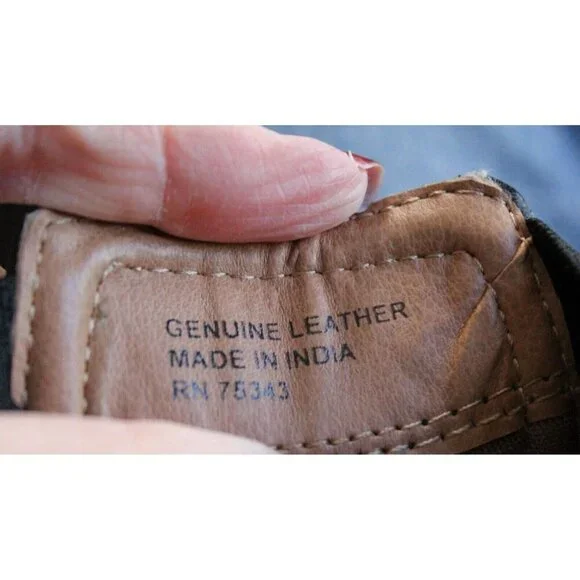 GENUINE LEATHER
MADE IN INDIA
RN 75343